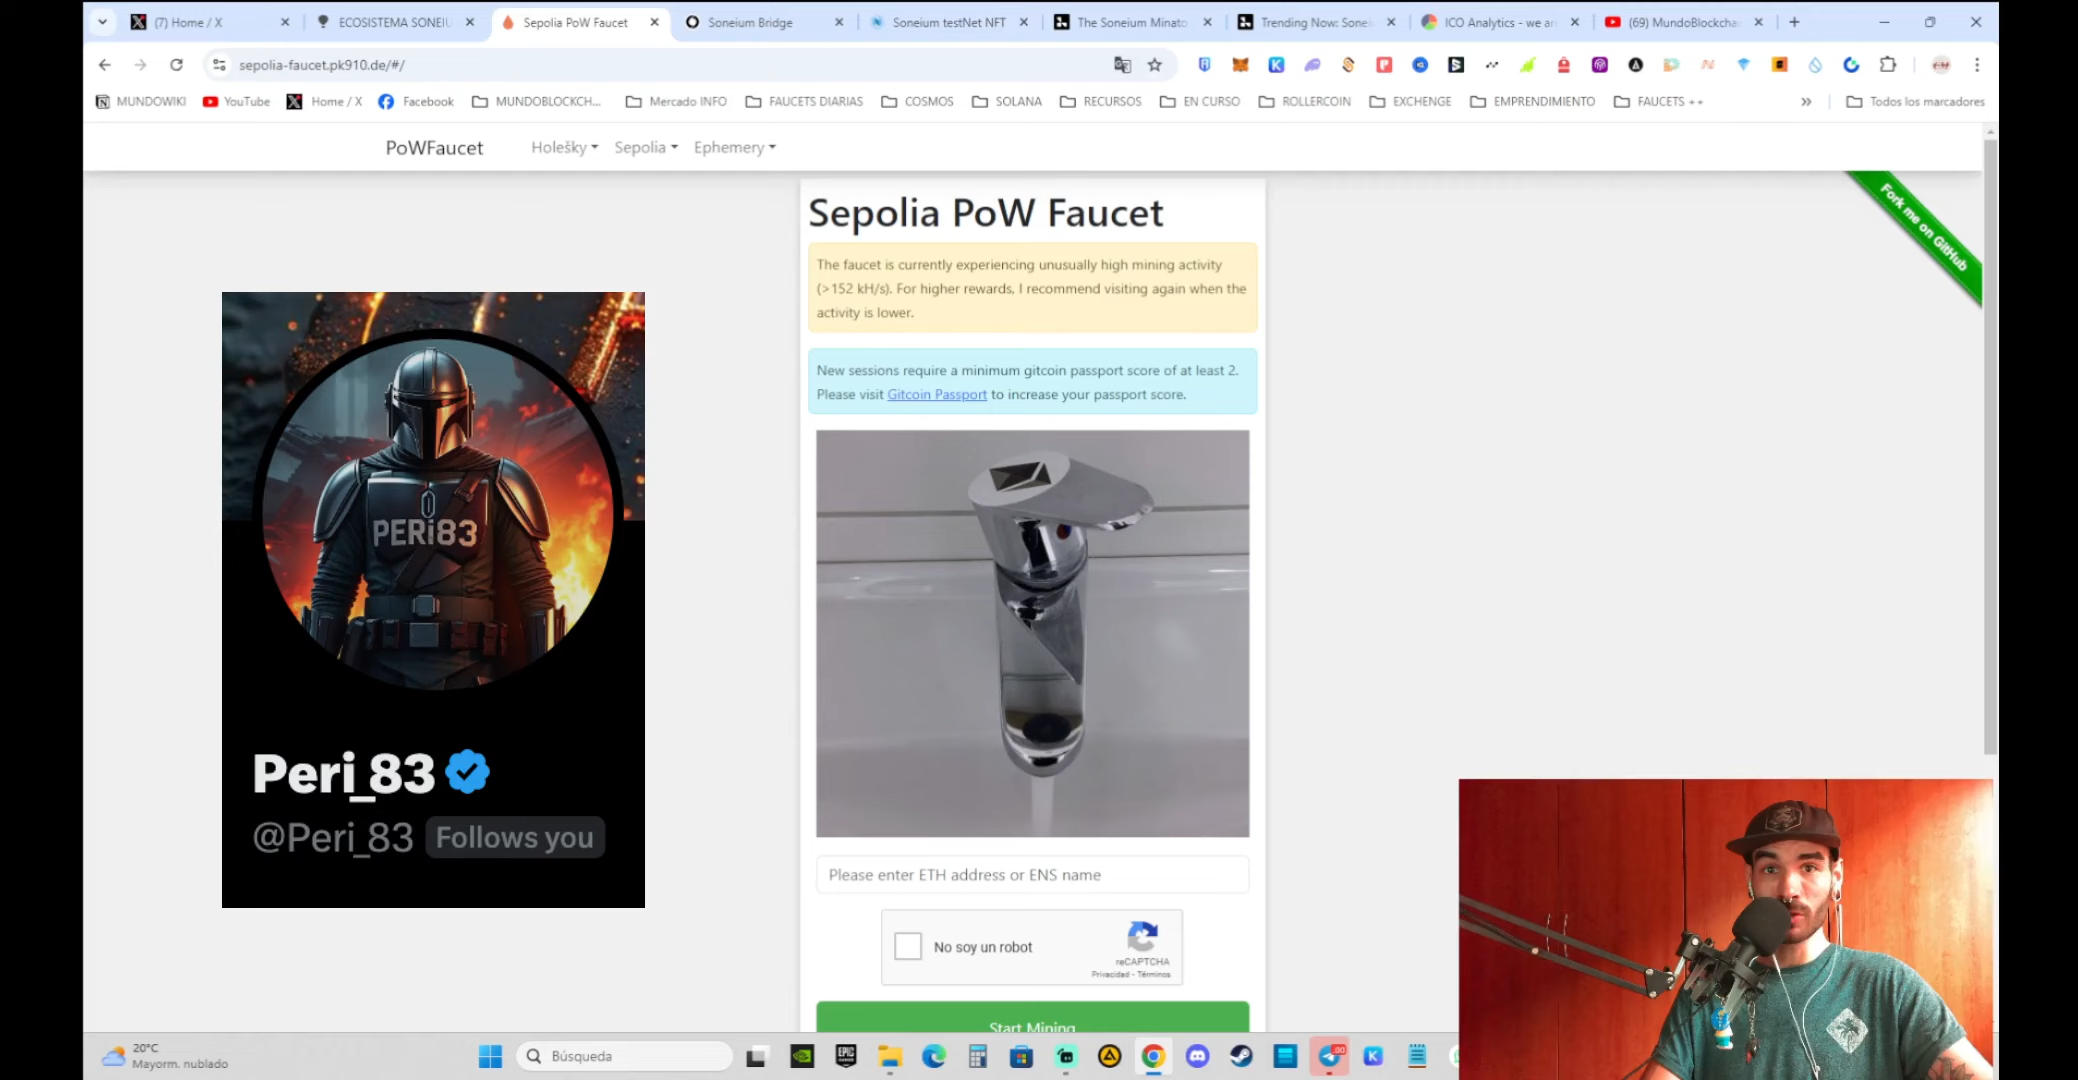 (7) Home / X
ECOSISTEMA SONEIU
Sepolia PoW Faucet
Soneium Bridge
Soneium testNet NFT
The Soneium Minato
Trending Now: Sonei
ICO Analytics - we ar
(69) MundoBlockcha
sepolia-faucet.pk910.de/#/
MUNDOWIKI
YouTube
Home / X
Facebook
MUNDOBLOCKCH...
Mercado INFO
FAUCETS DIARIAS
COSMOS
SOLANA
RECURSOS
EN CURSO
ROLLERCOIN
EXCHENGE
EMPRENDIMIENTO
FAUCETS ++
Todos los marcadores
PoWFaucet
Holešky
Sepolia
Ephemery
Fork me on GitHub
Sepolia PoW Faucet
The faucet is currently experiencing unusually high mining activity
(>152 kH/s). For higher rewards, I recommend visiting again when the
activity is lower.
New sessions require a minimum gitcoin passport score of at least 2.
Please visit Gitcoin Passport to increase your passport score.
PERi83
Peri_83
@Peri_83 Follows you
Please enter ETH address or ENS name
No soy un robot
reCAPTCHA
Privacidad - Términos
Start Mining
20°C
Mayorm. nublado
Búsqueda